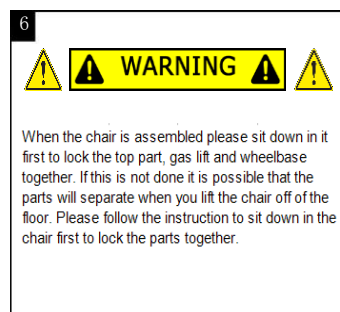 6
WARNING
When the chair is assembled please sit down in it
first to lock the top part, gas lift and wheelbase
together. If this is not done it is possible that the
parts will separate when you lift the chair off of the
floor. Please follow the instruction to sit down in the
chair first to lock the parts together.